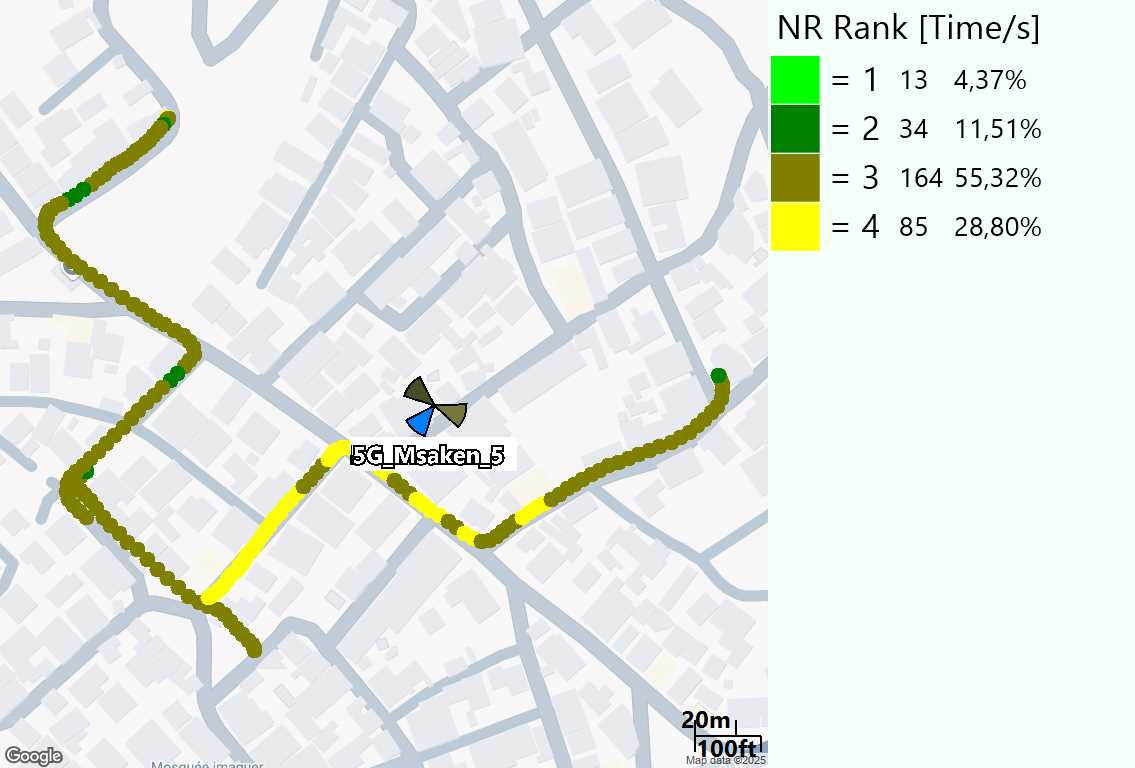 NR Rank [Time/s]
= 1 13 4,37%
= 2 34 11,51%
= 3 164 55,32%
= 4 85 28,80%
5G_Msaken_5
20m
100ft
Google
Map data ©2025
Mosquée imaguer